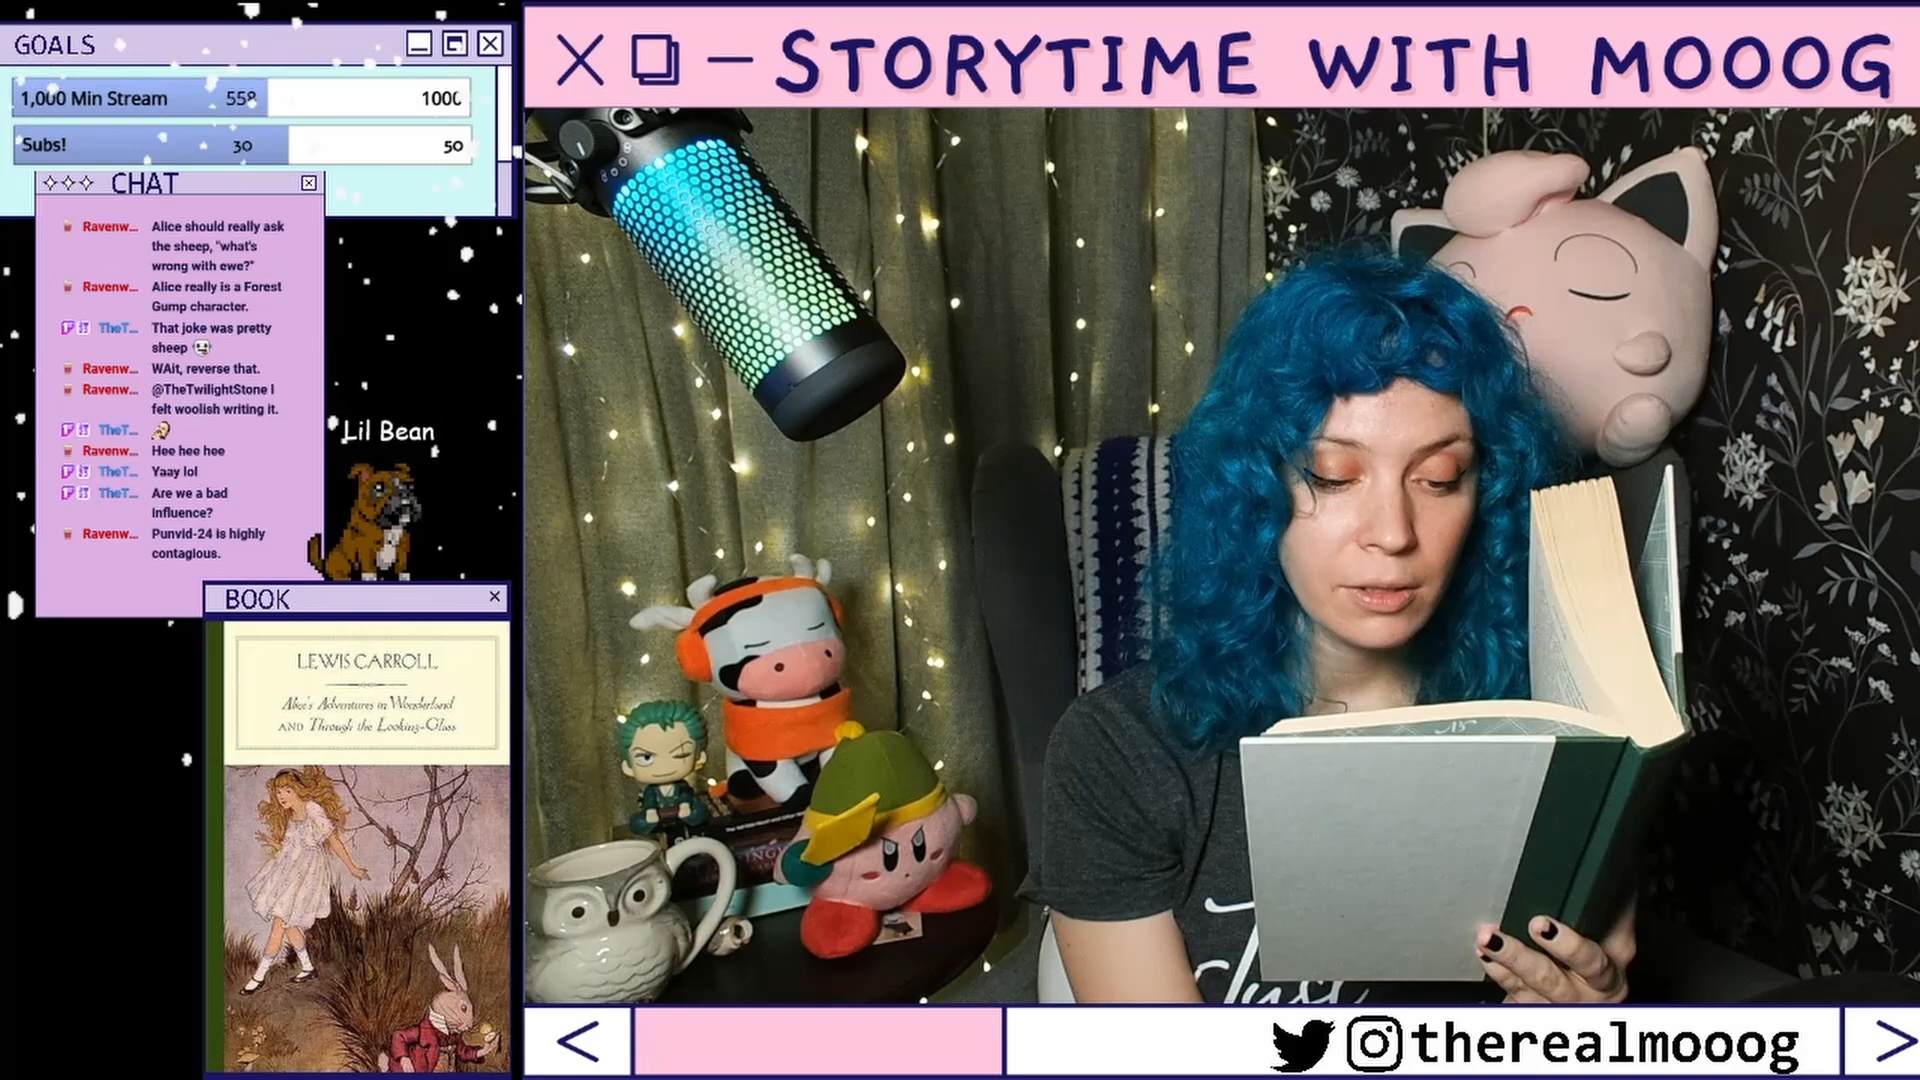 GOALS
1,000 Min Stream 558 1000
Subs! 30 50
CHAT
Ravenw... Alice should really ask
the sheep, "what's
wrong with ewe?"
Ravenw... Alice really is a Forest
Gump character.
TheT... That joke was pretty
sheep
Ravenw... WAit, reverse that.
Ravenw... @TheTwilightStone I
felt woolish writing it.
TheT...
Ravenw... Hee hee hee
TheT... Yaay lol
TheT... Are we a bad
influence?
Ravenw... Punvid-24 is highly
contagious.
Lil Bean
BOOK
LEWIS CARROLL
Alice's Adventures in Wonderland
AND Through the Looking-Glass
STORYTIME WITH MOOOG
Just
therealmooog